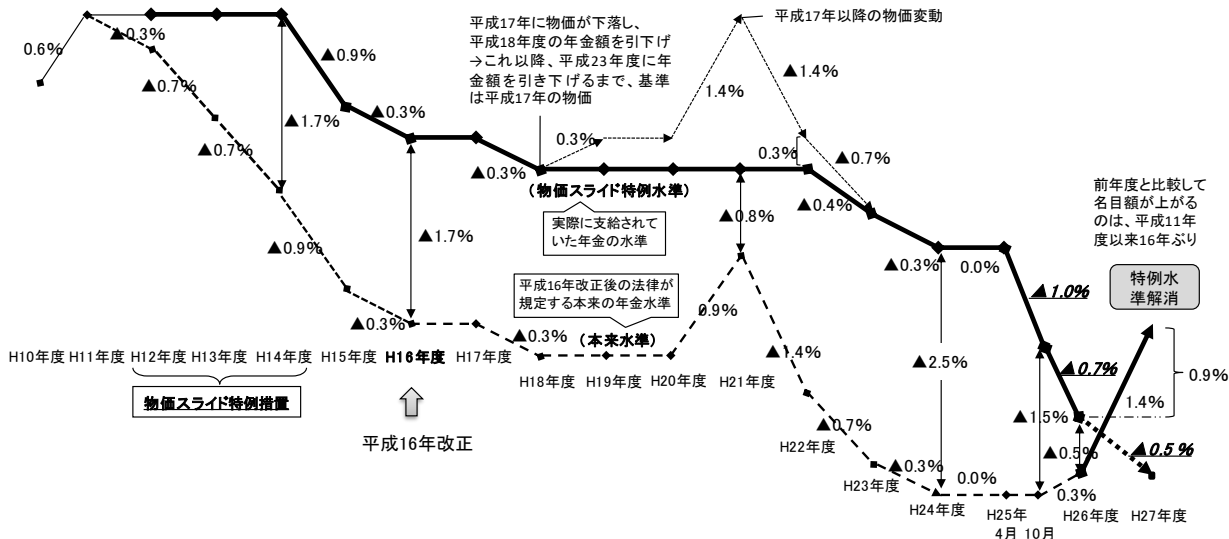 平成17年に物価が下落し、
平成18年度の年金額を引下げ
→これ以降、平成23年度に年
金額を引き下げるまで、基準
は平成17年の物価
平成17年以降の物価変動
0.6%
▲0.3%
▲0.7%
▲0.7%
▲0.9%
▲1.7%
▲0.9%
▲0.3%
▲0.3%
▲1.7%
▲0.3%
▲0.3%
0.3%
1.4%
▲1.4%
0.3%
▲0.7%
▲0.4%
(物価スライド特例水準)
実際に支給されて
いた年金の水準
▲0.8%
平成16年改正後の法律が
規定する本来の年金水準
(本来水準)
0.9%
▲1.4%
▲0.7%
▲0.3%
▲0.3%
0.0%
▲2.5%
0.0%
▲1.0%
▲0.7%
▲1.5%
▲0.5%
0.3%
1.4%
▲0.5%
0.9%
前年度と比較して
名目額が上がる
のは、平成11年
度以来16年ぶり
特例水
準解消
H10年度
H11年度
H12年度
H13年度
H14年度
H15年度
H16年度
H17年度
H18年度
H19年度
H20年度
H21年度
H22年度
H23年度
H24年度
H25年
4月 10月
H26年度
H27年度
物価スライド特例措置
平成16年改正